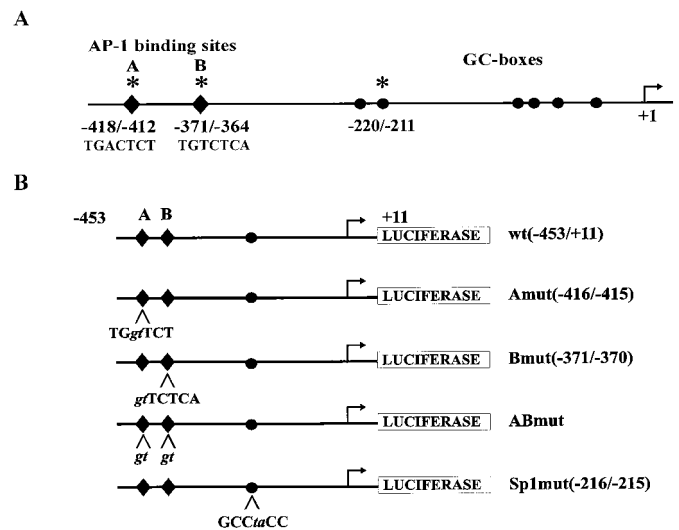 A
AP-1 binding sites
GC-boxes
A B
* * *
-418/-412 -371/-364 -220/-211 +1
TGACTCT TGTCTCA
B
-453 A B +11
LUCIFERASE wt(-453/+11)
LUCIFERASE Amut(-416/-415)
TGgtTCT
LUCIFERASE Bmut(-371/-370)
gtTCTCA
LUCIFERASE ABmut
gt gt
LUCIFERASE Sp1mut(-216/-215)
GCCtaCC